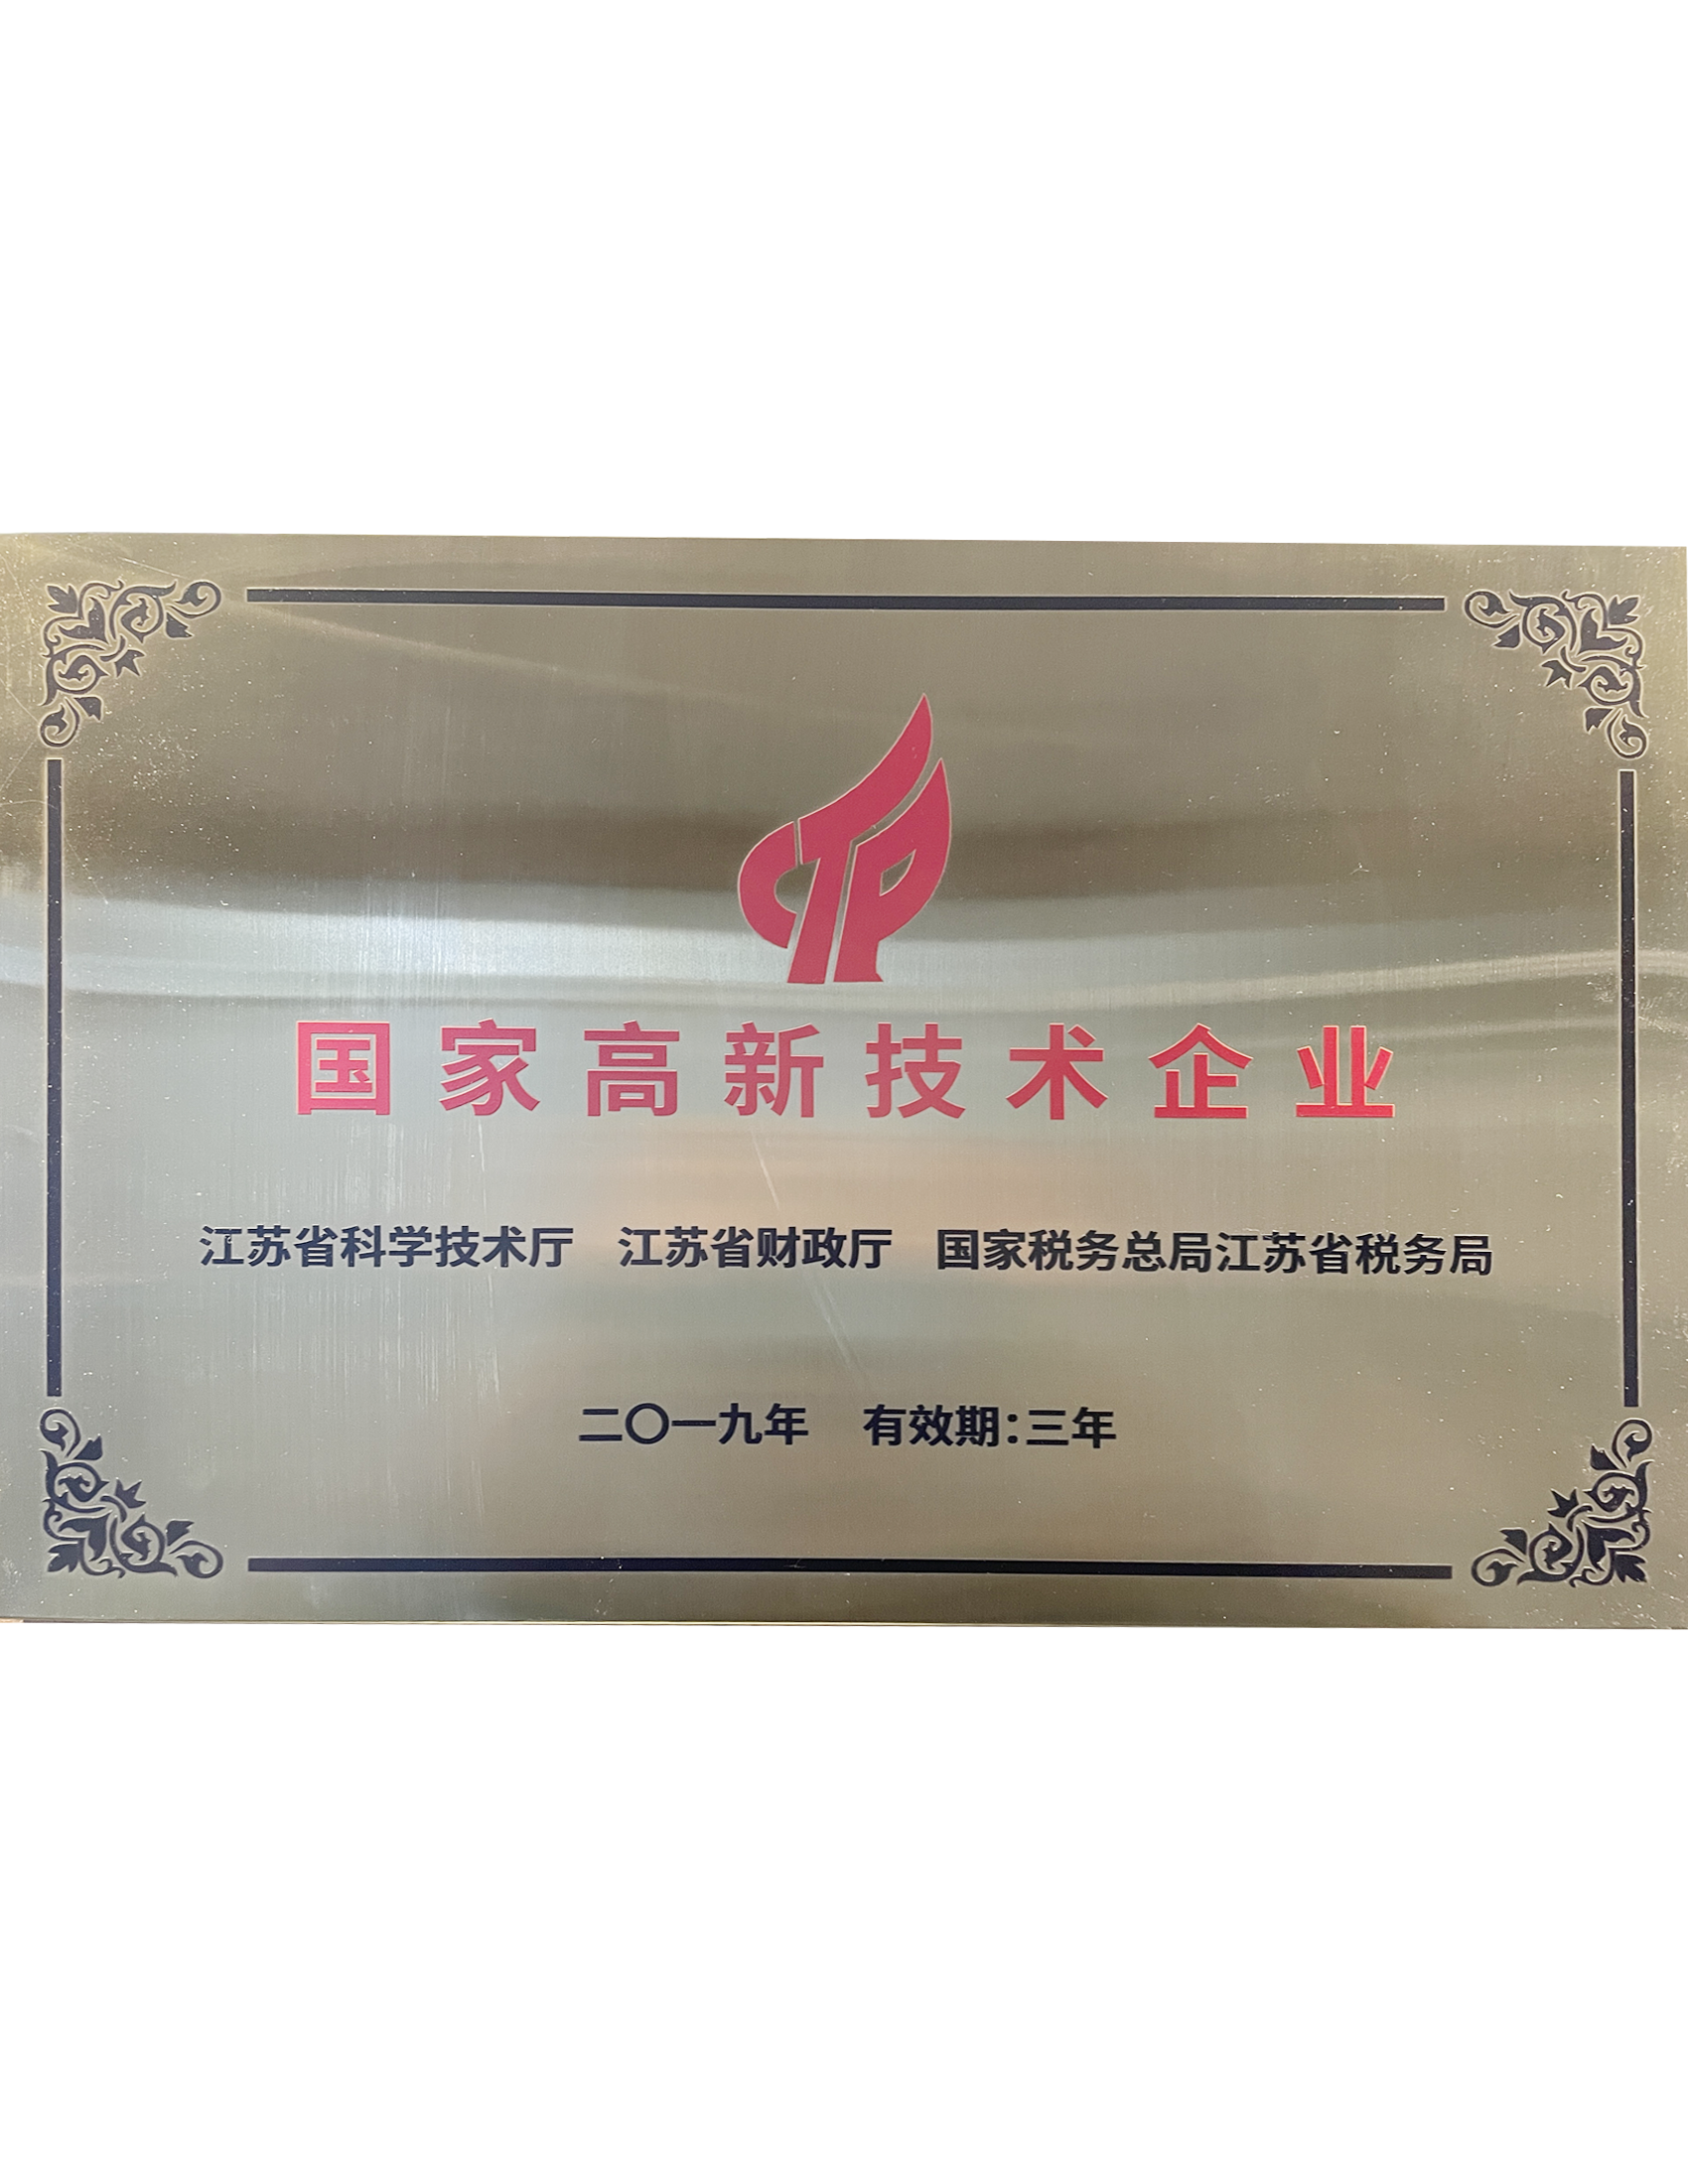 CTP
国家高新技术企业
江苏省科学技术厅 江苏省财政厅 国家税务总局江苏省税务局
二〇一九年 有效期：三年